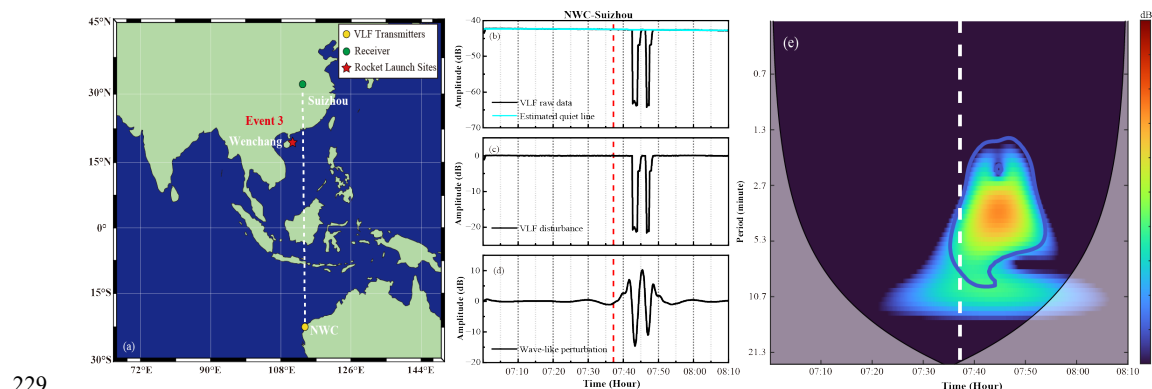 NWC-Suizhou
45°N
30°N
15°N
0°
15°S
30°S
72°E
90°E
108°E
126°E
144°E
VLF Transmitters
Receiver
Rocket Launch Sites
Suizhou
Event 3
Wenchang
NWC
(a)
-40
-50
-60
-70
Amplitude (dB)
(b)
VLF raw data
Estimated quiet line
0
-10
-20
Amplitude (dB)
(c)
VLF disturbance
20
10
0
-10
-20
Amplitude (dB)
(d)
Wave-like perturbation
07:10
07:20
07:30
07:40
07:50
08:00
08:10
Time (Hour)
(e)
dB
0.7
1.3
2.7
5.3
10.7
21.3
Period (minute)
07:10
07:20
07:30
07:40
07:50
08:00
08:10
Time (Hour)
229